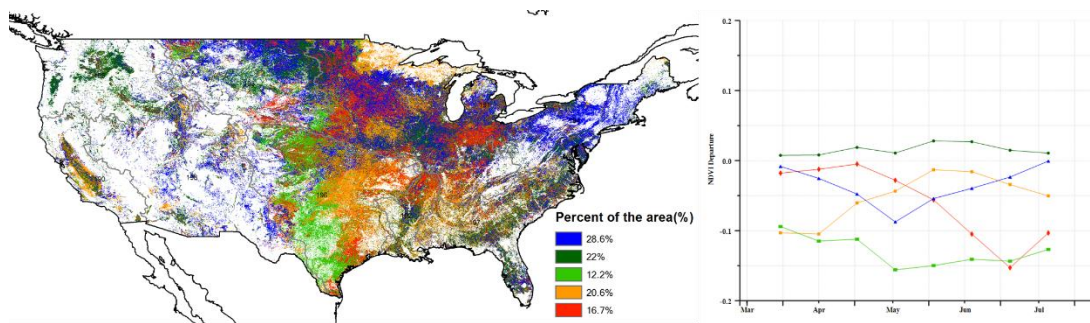 Percent of the area(%)
28.6%
22%
12.2%
20.6%
16.7%
NDVI Departure
0.2
0.1
0.0
-0.1
-0.2
Mar
Apr
May
Jun
Jul